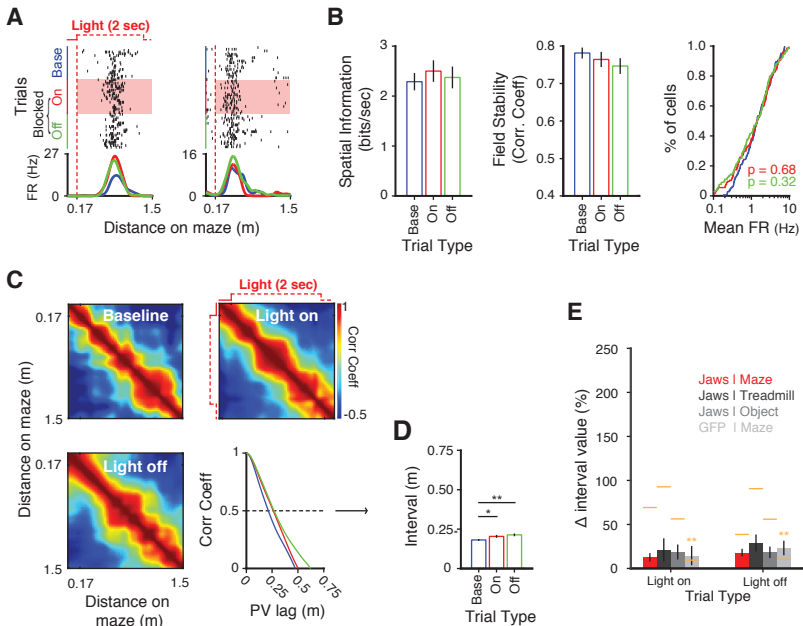 A
Light (2 sec)
Trials
Blocked
Base
On
Off
27
FR (Hz)
0
16
0
0.17
1.5
0.17
1.5
Distance on maze (m)
B
Spatial Information
(bits/sec)
3
2
1
0
Base
On
Off
Trial Type
Field Stability
(Corr. Coeff)
0.8
0.7
0.6
0.5
0.4
Base
On
Off
Trial Type
% of cells
1
0.8
0.6
0.4
0.2
0
p = 0.68
p = 0.32
0.1
1
10
Mean FR (Hz)
C
Light (2 sec)
0.17
1.5
Baseline
Light on
1
Corr Coeff
-0.5
Distance on maze (m)
0.17
1.5
Light off
0.17
1.5
Distance on
maze (m)
Corr Coeff
1
0.5
0
0
0.25
0.5
0.75
PV lag (m)
D
Interval (m)
0.75
0.5
0.25
0
**
*
Base
On
Off
Trial Type
E
Δ interval value (%)
250
200
150
100
50
0
Jaws | Maze
Jaws | Treadmill
Jaws | Object
GFP | Maze
**
**
Light on
Light off
Trial Type